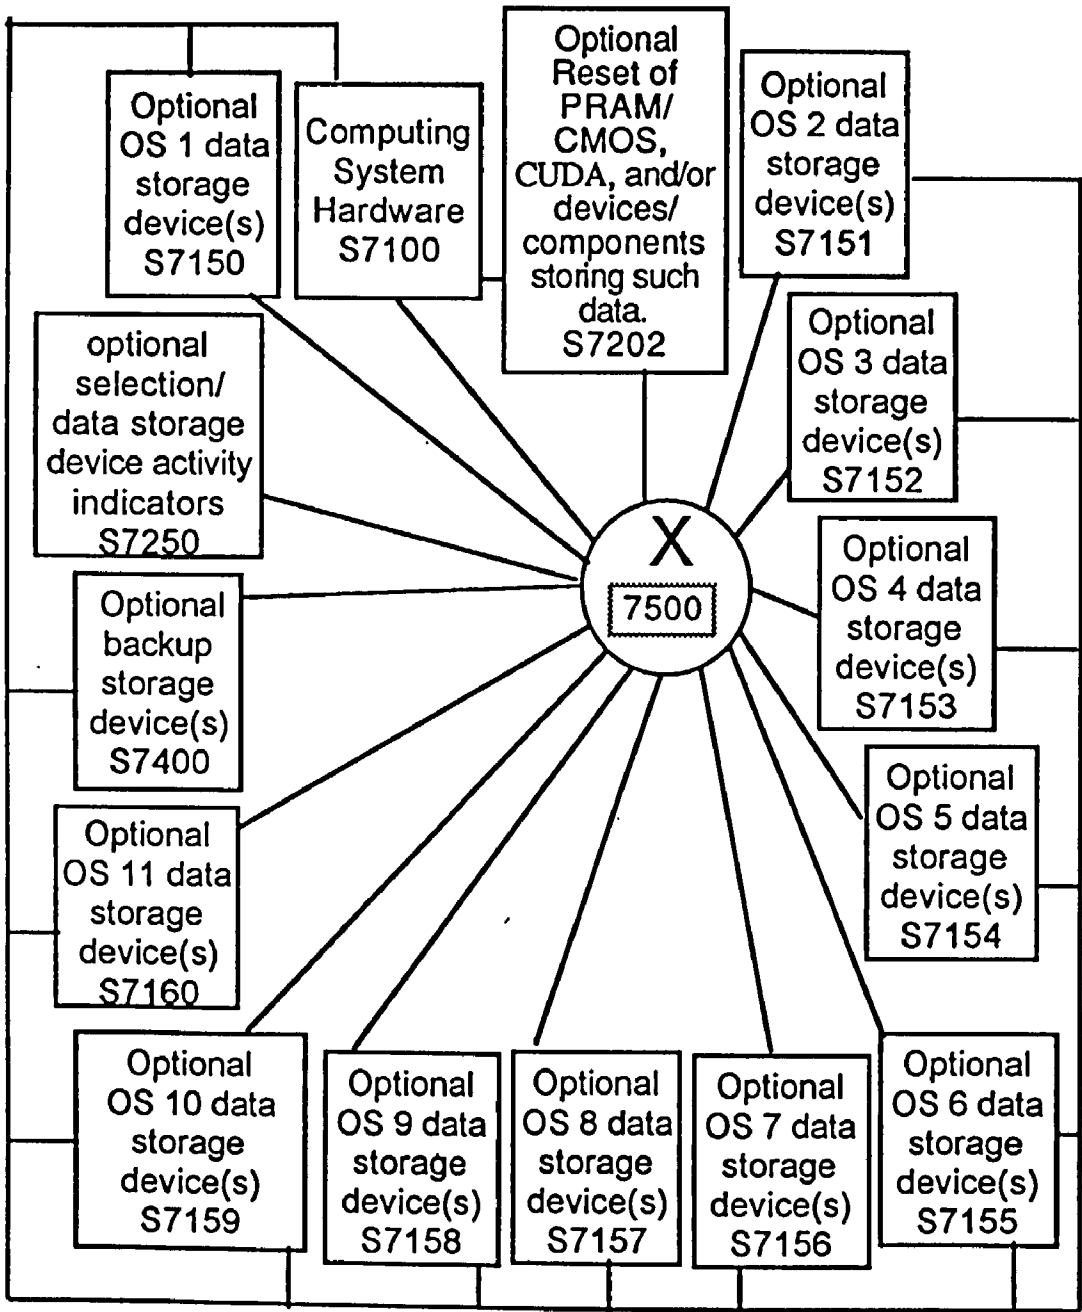 Optional
OS 1 data
storage
device(s)
S7150
Computing
System
Hardware
S7100
Optional
Reset of
PRAM/
CMOS,
CUDA, and/or
devices/
components
storing such
data.
S7202
Optional
OS 2 data
storage
device(s)
S7151
optional
selection/
data storage
device activity
indicators
S7250
Optional
OS 3 data
storage
device(s)
S7152
X
7500
Optional
OS 4 data
storage
device(s)
S7153
Optional
backup
storage
device(s)
S7400
Optional
OS 5 data
storage
device(s)
S7154
Optional
OS 11 data
storage
device(s)
S7160
Optional
OS 10 data
storage
device(s)
S7159
Optional
OS 9 data
storage
device(s)
S7158
Optional
OS 8 data
storage
device(s)
S7157
Optional
OS 7 data
storage
device(s)
S7156
Optional
OS 6 data
storage
device(s)
S7155